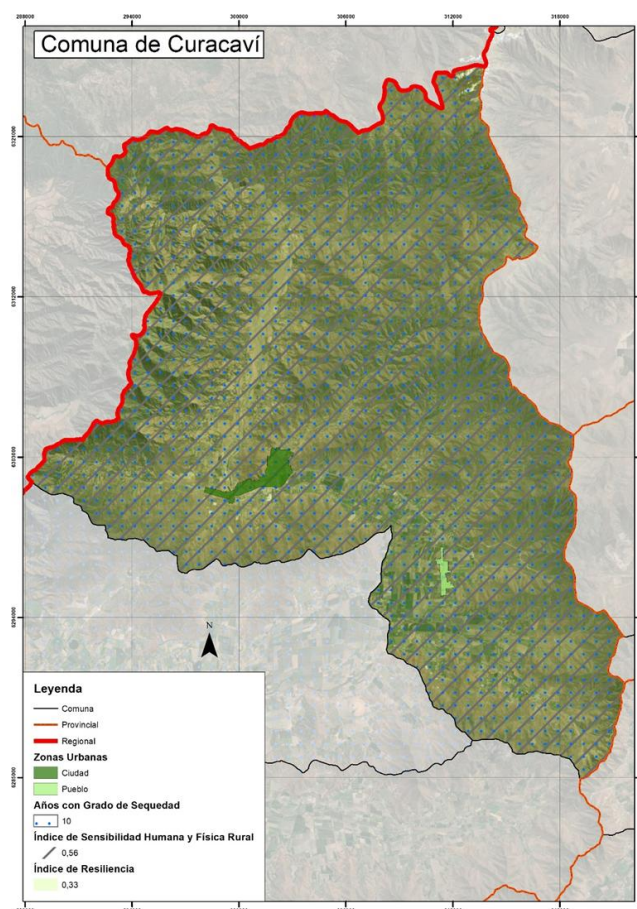 Comuna de Curacaví
N
Leyenda
Comuna
Provincial
Regional
Zonas Urbanas
Ciudad
Pueblo
Años con Grado de Sequedad
10
Índice de Sensibilidad Humana y Física Rural
0,56
Índice de Resiliencia
0,33